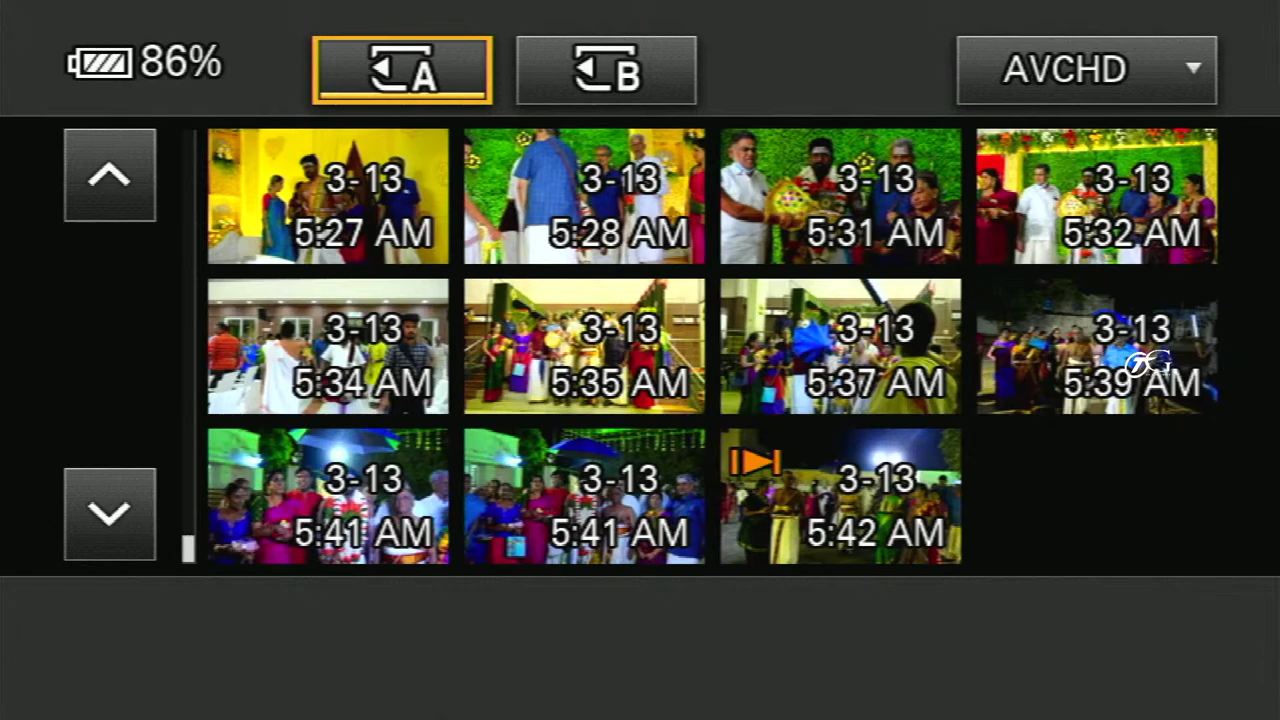 86%
A
B
AVCHD
3-13
5:27 AM
3-13
5:28 AM
3-13
5:31 AM
3-13
5:32 AM
3-13
5:34 AM
3-13
5:35 AM
3-13
5:37 AM
3-13
5:39 AM
3-13
5:41 AM
3-13
5:41 AM
3-13
5:42 AM